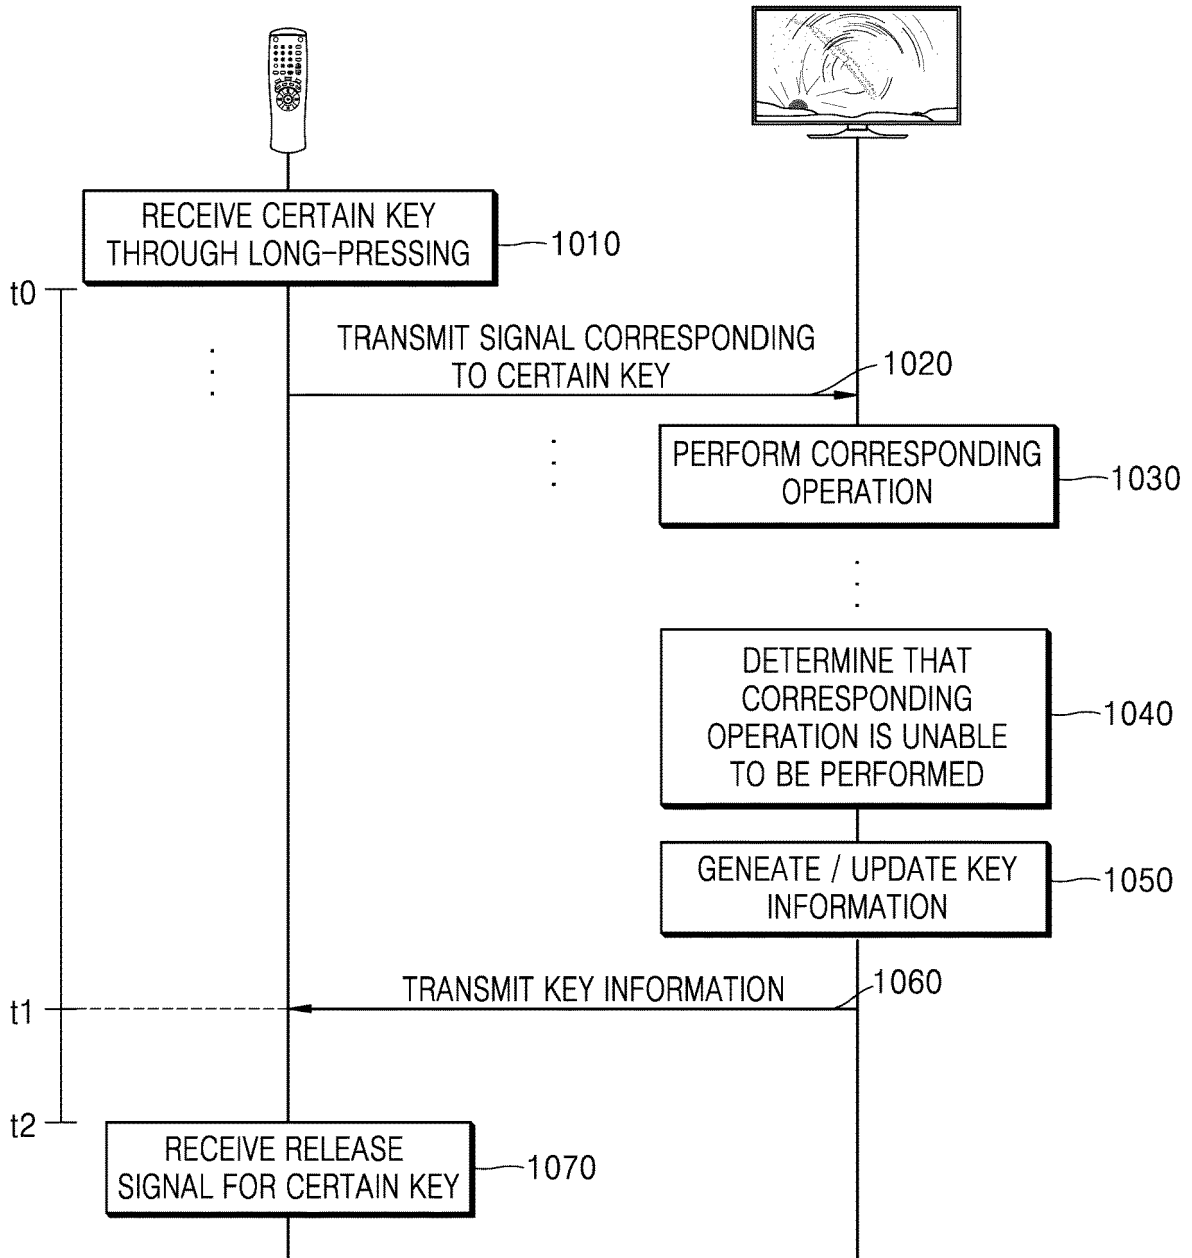 RECEIVE CERTAIN KEY
THROUGH LONG-PRESSING
1010
t0
TRANSMIT SIGNAL CORRESPONDING
TO CERTAIN KEY
1020
PERFORM CORRESPONDING
OPERATION
1030
DETERMINE THAT
CORRESPONDING
OPERATION IS UNABLE
TO BE PERFORMED
1040
GENEATE / UPDATE KEY
INFORMATION
1050
TRANSMIT KEY INFORMATION
1060
t1
t2
RECEIVE RELEASE
SIGNAL FOR CERTAIN KEY
1070